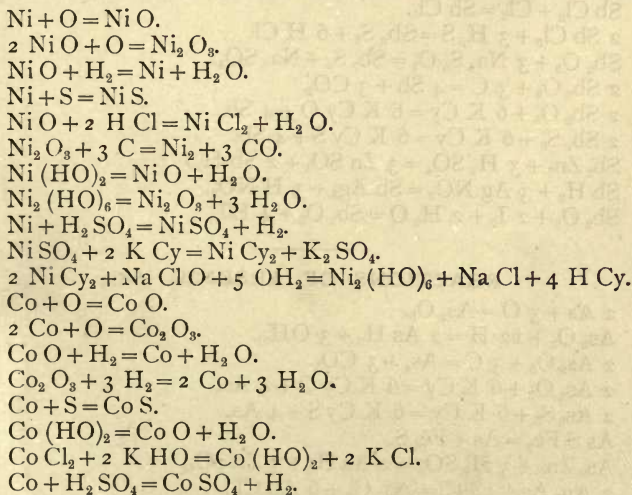 Ni + O = Ni O.
2 Ni O + O = Ni₂ O₃.
Ni O + H₂ = Ni + H₂ O.
Ni + S = Ni S.
Ni O + 2 H Cl = Ni Cl₂ + H₂ O.
Ni₂ O₃ + 3 C = Ni₂ + 3 CO.
Ni (HO)₂ = Ni O + H₂ O.
Ni₂ (HO)₆ = Ni₂ O₃ + 3 H₂ O.
Ni + H₂ SO₄ = Ni SO₄ + H₂.
Ni SO₄ + 2 K Cy = Ni Cy₂ + K₂ SO₄.
2 Ni Cy₂ + Na Cl O + 5 OH₂ = Ni₂ (HO)₆ + Na Cl + 4 H Cy.
Co + O = Co O.
2 Co + O = Co₂ O₃.
Co O + H₂ = Co + H₂ O.
Co₂ O₃ + 3 H₂ = 2 Co + 3 H₂ O.
Co + S = Co S.
Co (HO)₂ = Co O + H₂ O.
Co Cl₂ + 2 K HO = Co (HO)₂ + 2 K Cl.
Co + H₂ SO₄ = Co SO₄ + H₂.